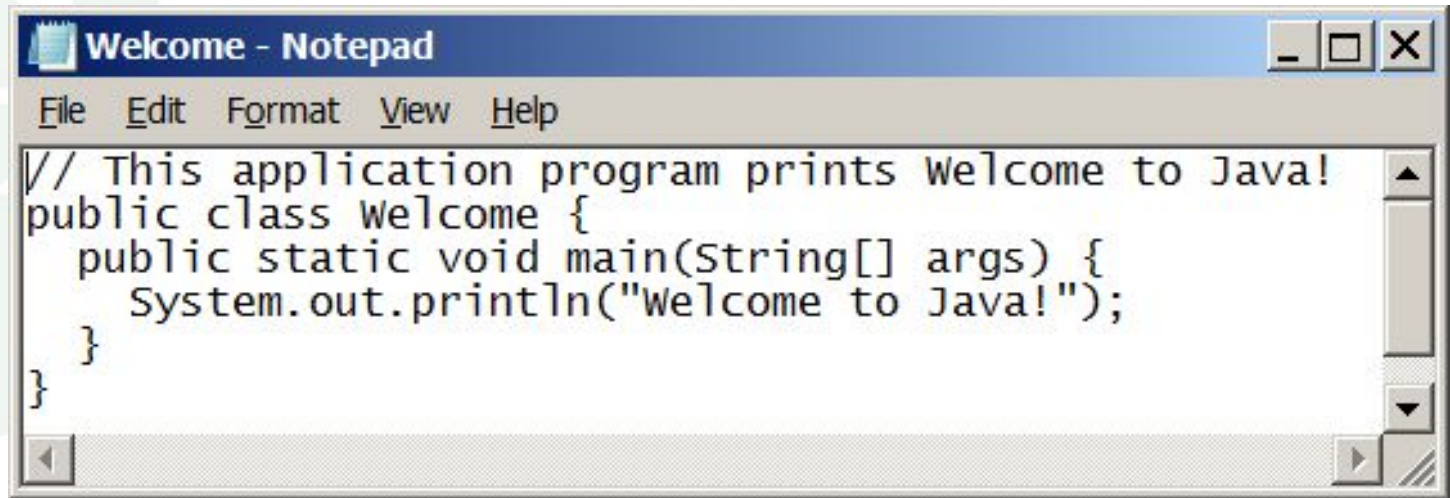 Welcome - Notepad
File Edit Format View Help
// This application program prints Welcome to Java!
public class Welcome {
  public static void main(String[] args) {
    System.out.println("Welcome to Java!");
  }
}